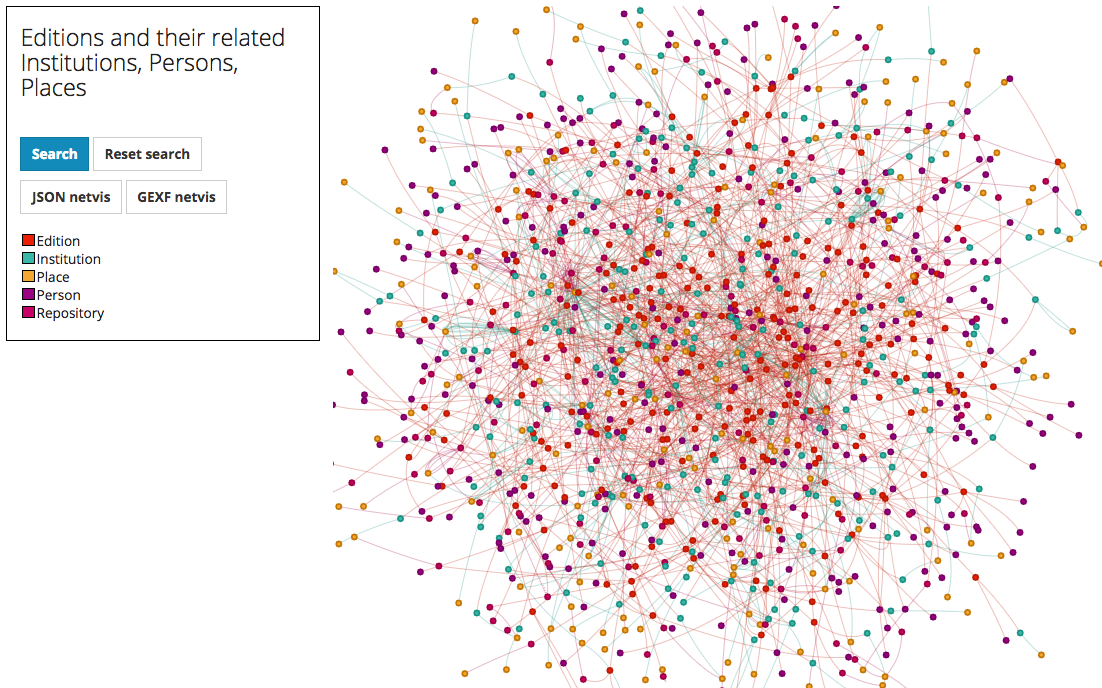 Editions and their related
Institutions, Persons,
Places
Search Reset search
JSON netvis GEXF netvis
Edition
Institution
Place
Person
Repository